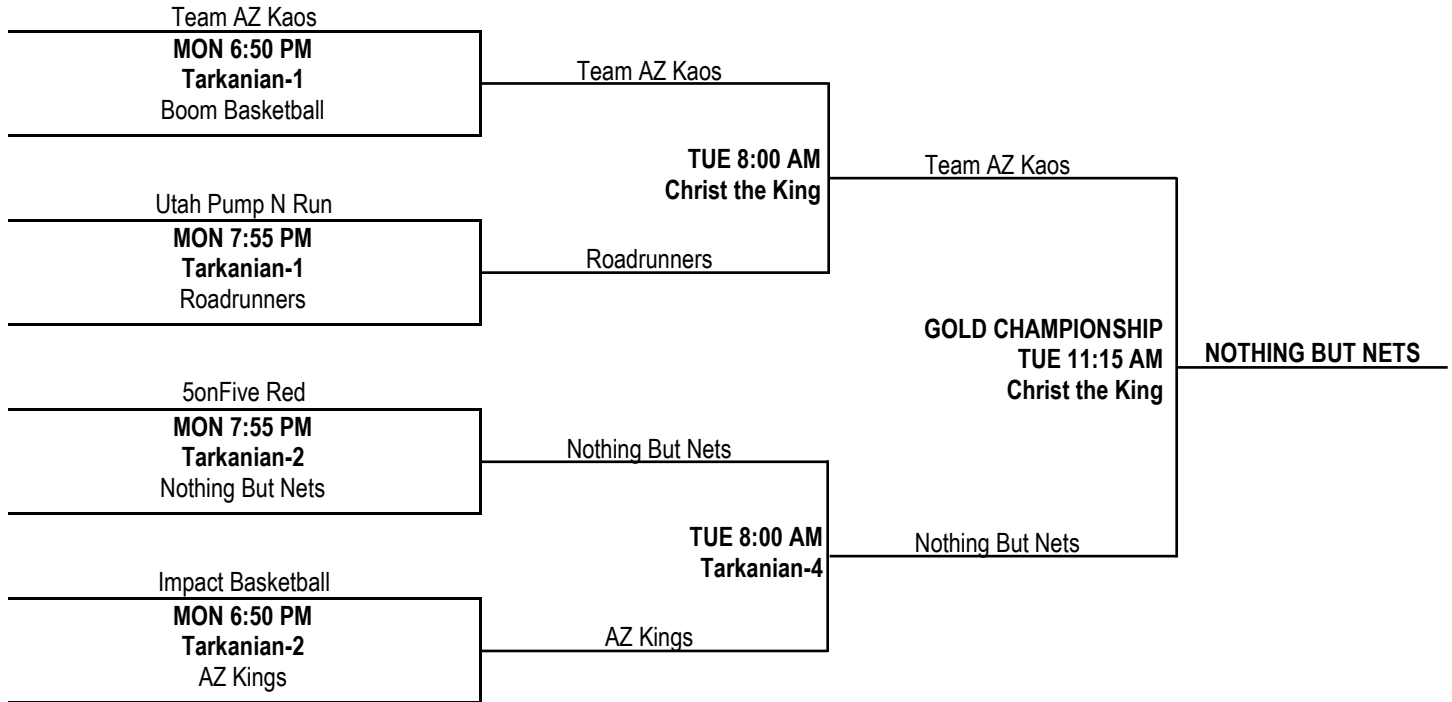 Team AZ Kaos
MON 6:50 PM
Tarkanian-1
Boom Basketball
Utah Pump N Run
MON 7:55 PM
Tarkanian-1
Roadrunners
5onFive Red
MON 7:55 PM
Tarkanian-2
Nothing But Nets
Impact Basketball
MON 6:50 PM
Tarkanian-2
AZ Kings
Team AZ Kaos
TUE 8:00 AM
Christ the King
Roadrunners
Nothing But Nets
TUE 8:00 AM
Tarkanian-4
AZ Kings
Team AZ Kaos
GOLD CHAMPIONSHIP
TUE 11:15 AM
Christ the King
Nothing But Nets
NOTHING BUT NETS